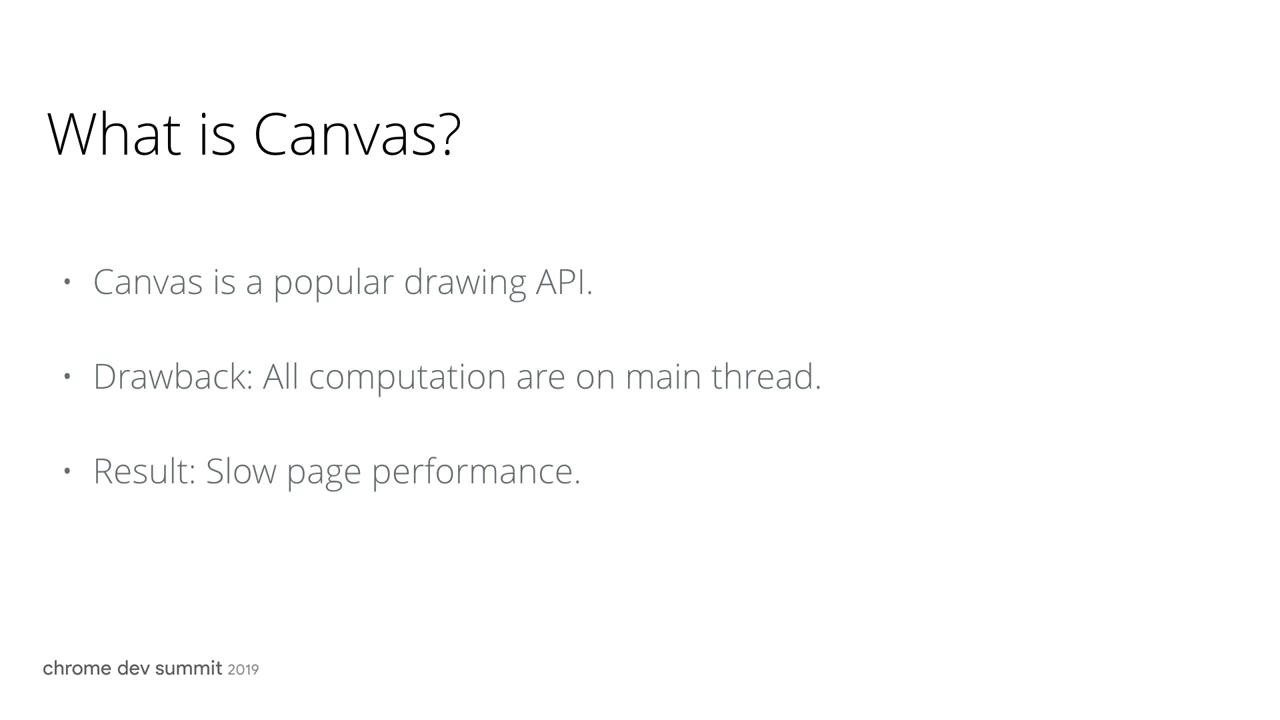 What is Canvas?
• Canvas is a popular drawing API.
• Drawback: All computation are on main thread.
• Result: Slow page performance.
chrome dev summit 2019